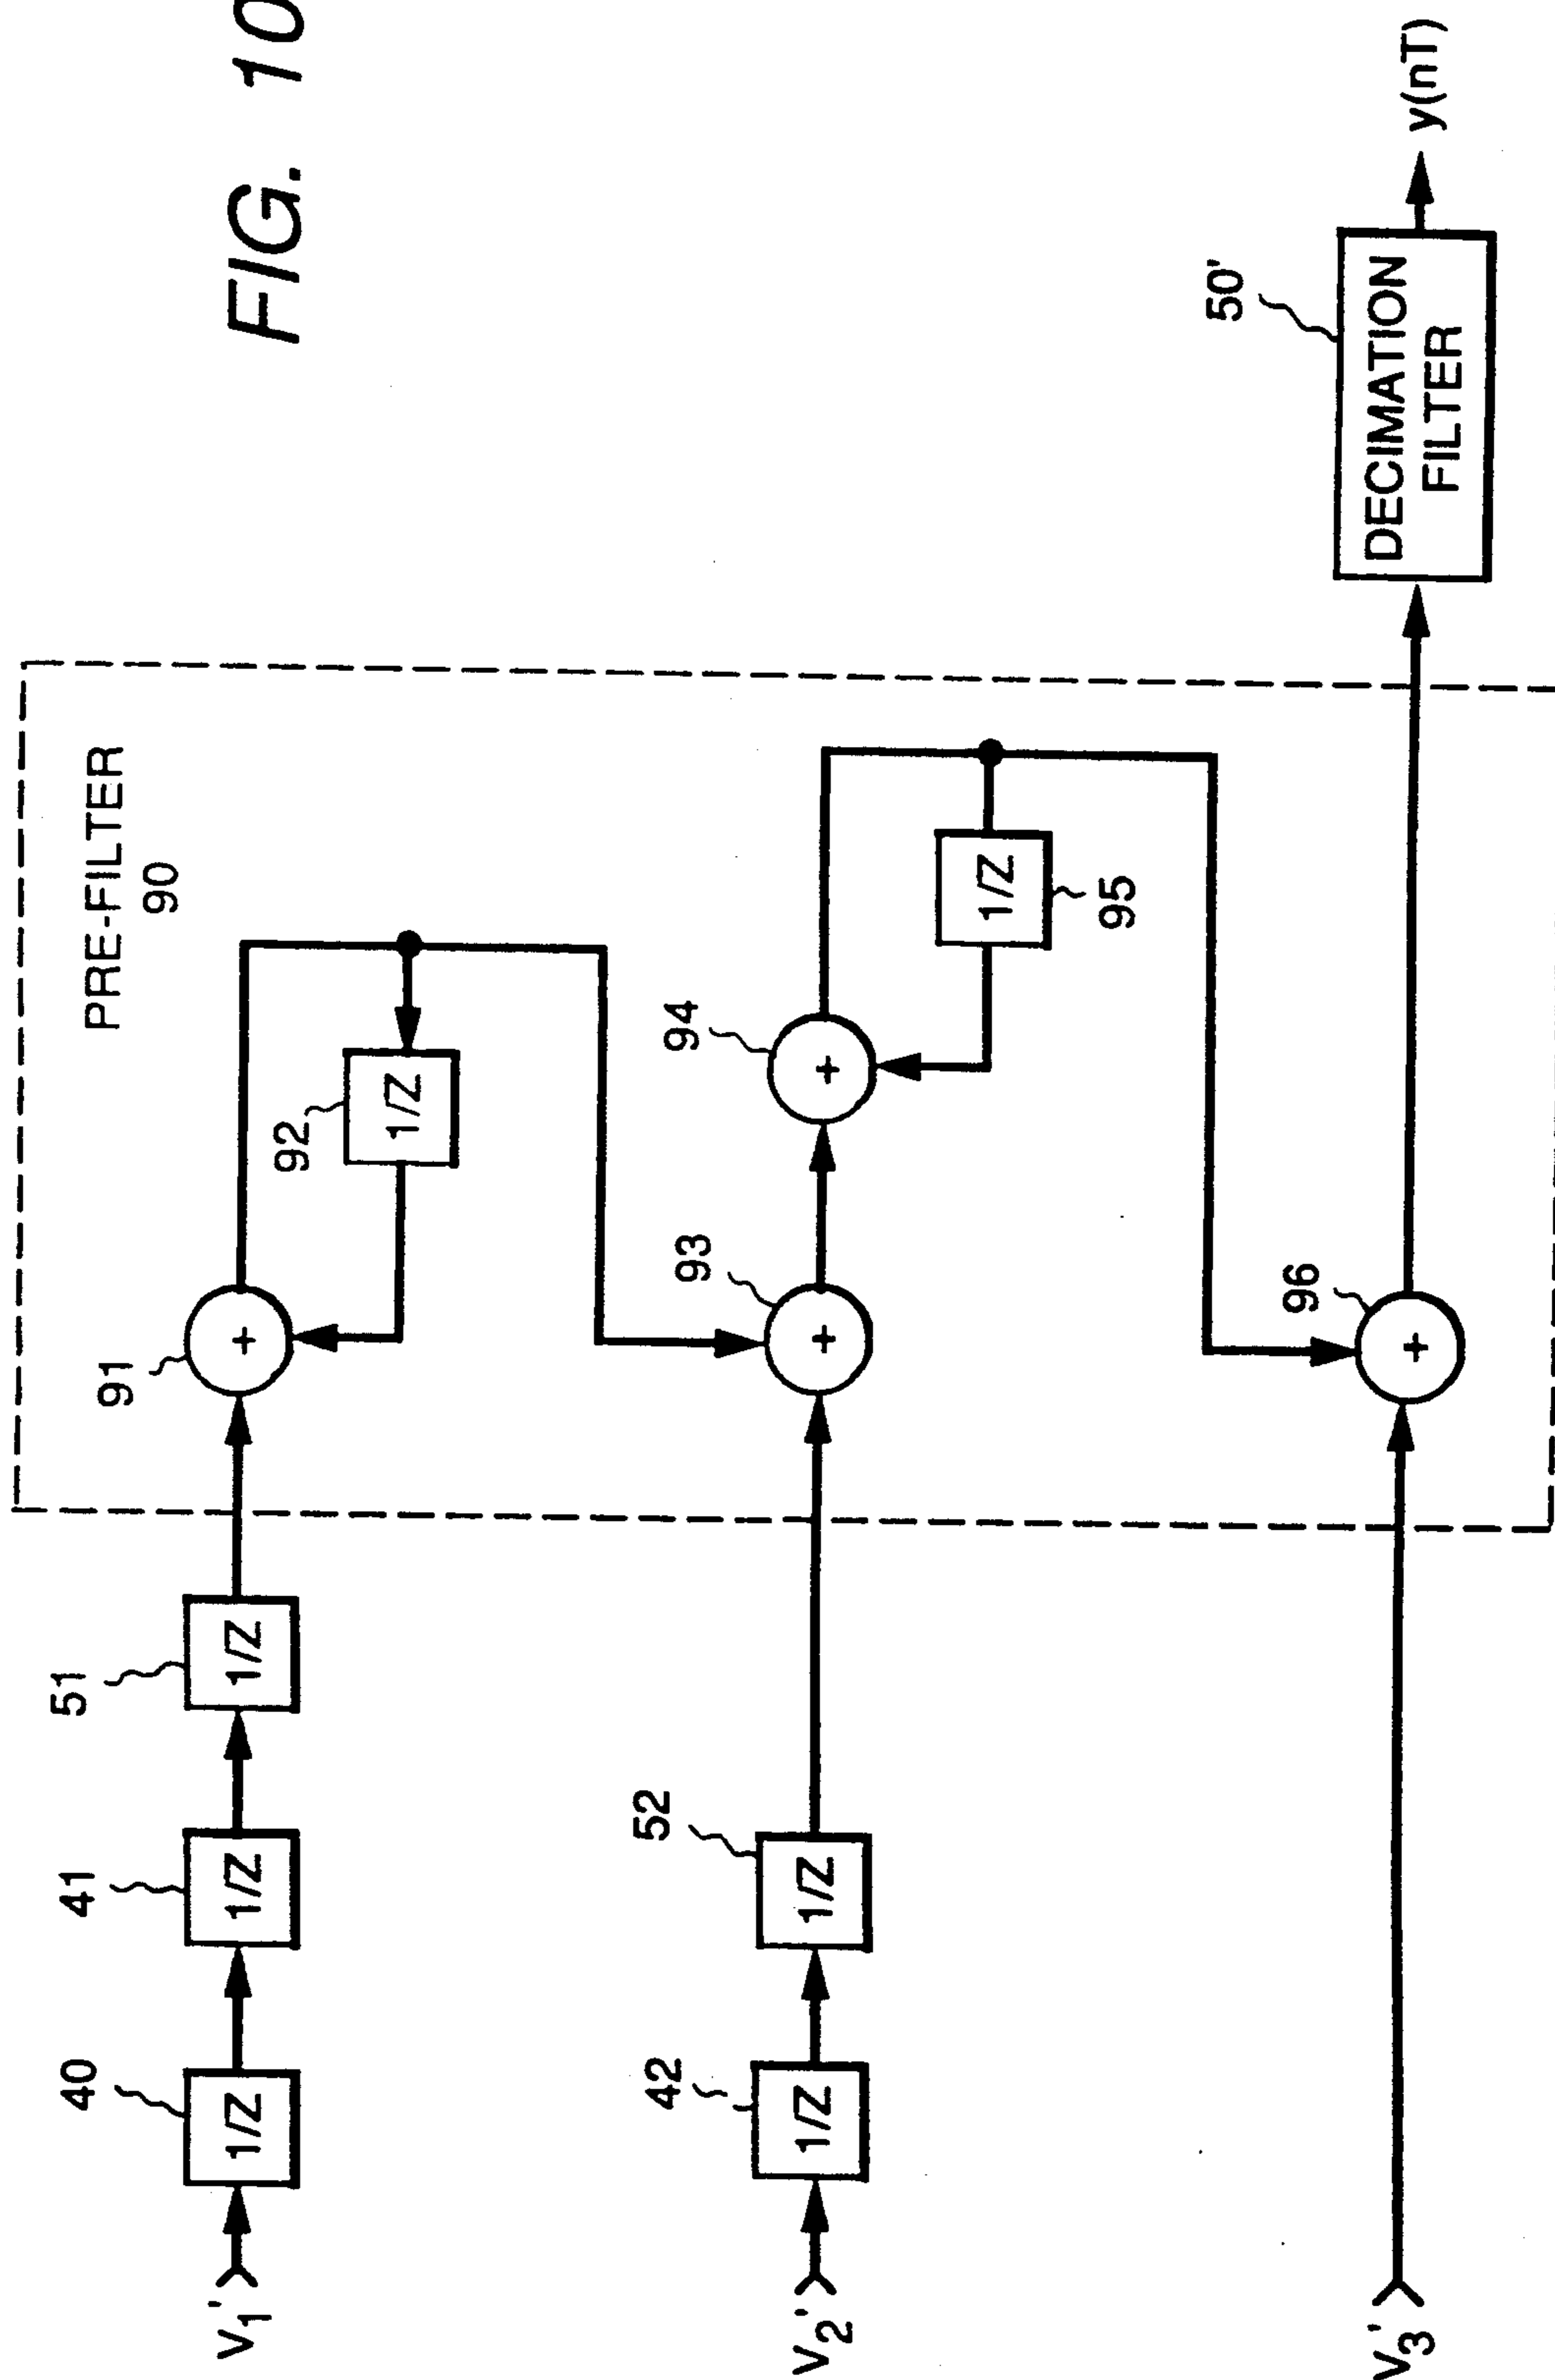 FIG. 10
PRE-FILTER
90
40
41
51
91
V1'
1/Z
1/Z
1/Z
+
92
1/Z
42
52
93
94
V2'
1/Z
1/Z
+
+
1/Z
95
96
50'
V3'
+
DECIMATION
FILTER
y(nT)